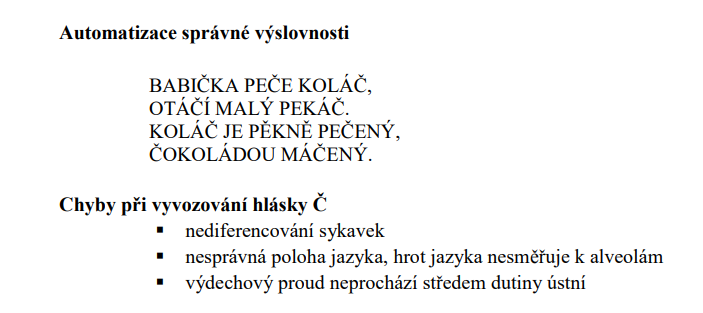 Automatizace správné výslovnosti
BABIČKA PEČE KOLÁČ,
OTÁČÍ MALÝ PEKÁČ.
KOLÁČ JE PĚKNĚ PEČENÝ,
ČOKOLÁDOU MÁČENÝ.
Chyby při vyvozování hlásky Č
▪ nediferencování sykavek
▪ nesprávná poloha jazyka, hrot jazyka nesměřuje k alveolám
▪ výdechový proud neprochází středem dutiny ústní